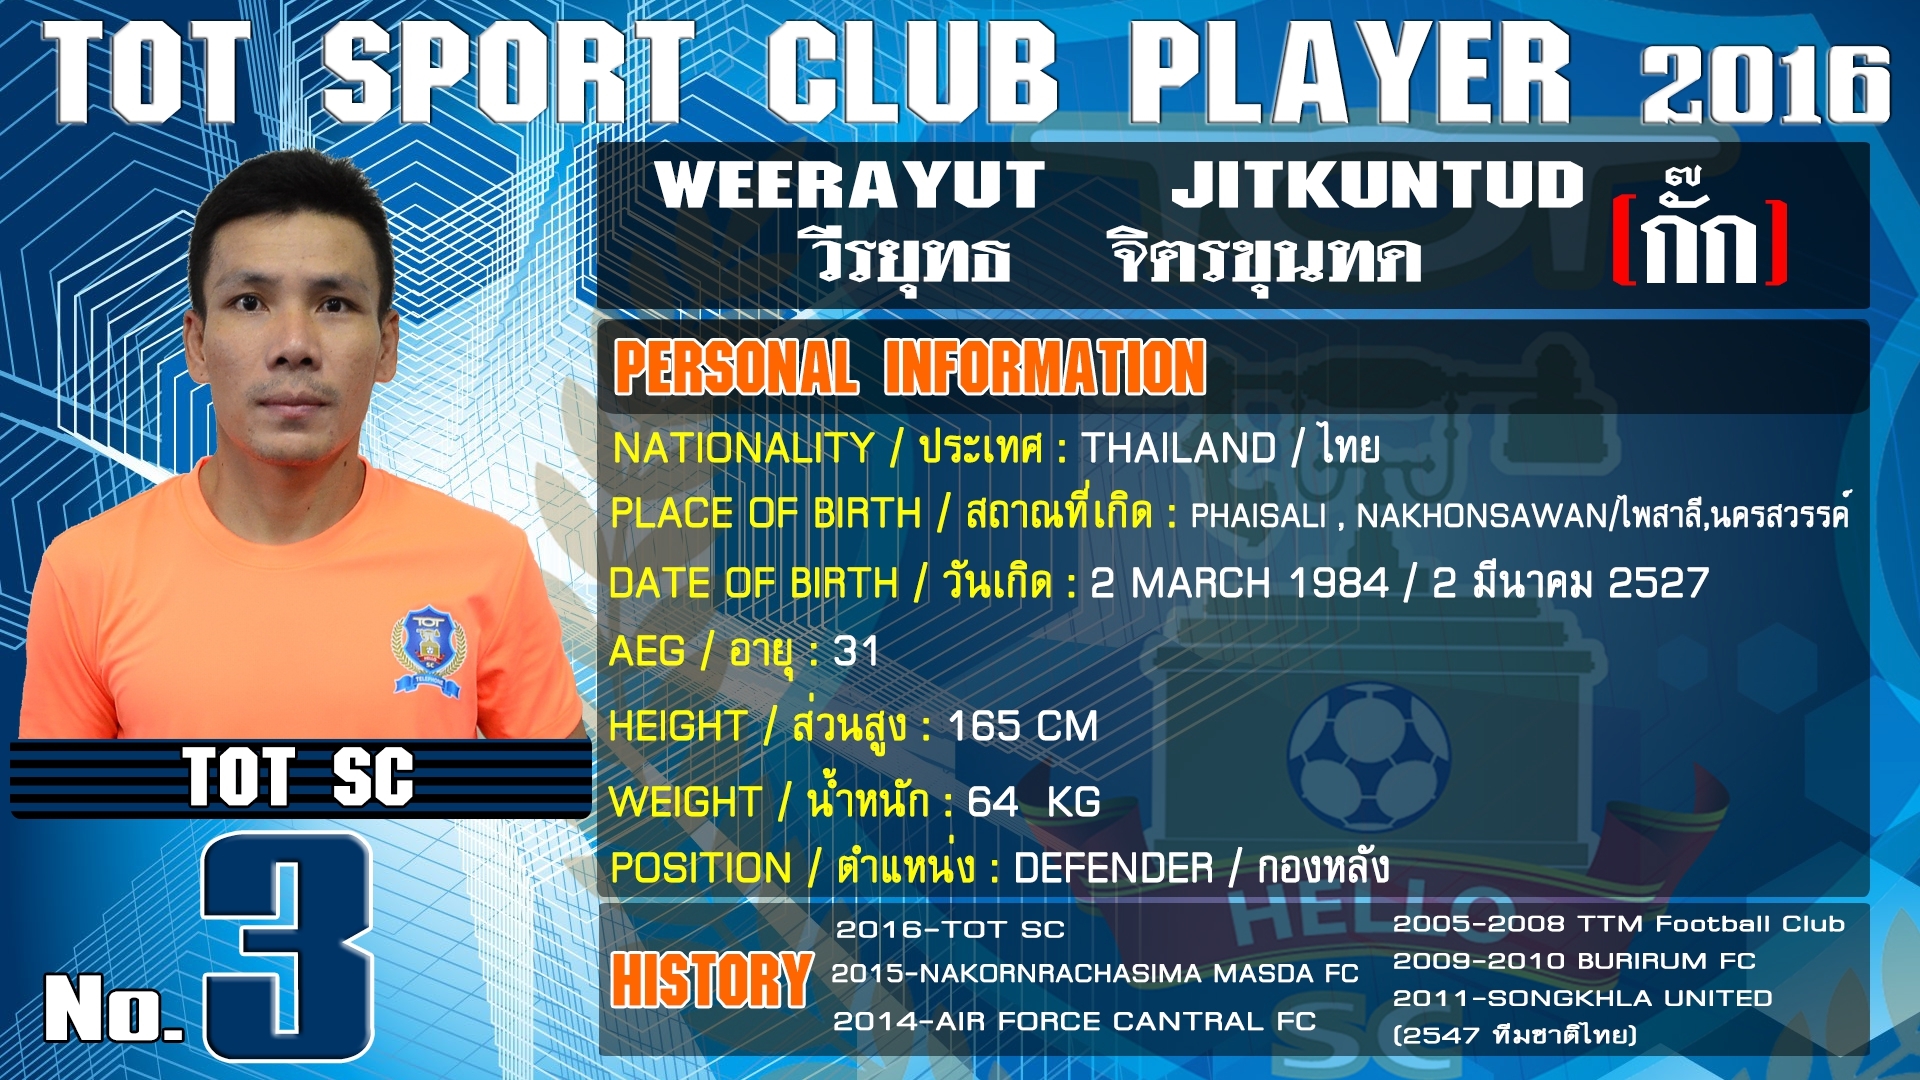 TOT SPORT CLUB PLAYER 2016
WEERAYUT JITKUNTUD
วีรยุทธ จิตรขุนทด (กั๊ก)
PERSONAL INFORMATION
NATIONALITY / ประเทศ : THAILAND / ไทย
PLACE OF BIRTH / สถาณที่เกิด : PHAISALI , NAKHONSAWAN/ไพสาลี,นครสวรรค์
DATE OF BIRTH / วันเกิด : 2 MARCH 1984 / 2 มีนาคม 2527
AEG / อายุ : 31
HEIGHT / ส่วนสูง : 165 CM
WEIGHT / น้ำหนัก : 64 KG
POSITION / ตำแหน่ง : DEFENDER / กองหลัง
TOT
SC
TELEPHONE
TOT SC
No. 3
HISTORY
2016-TOT SC
2015-NAKORNRACHASIMA MASDA FC
2014-AIR FORCE CANTRAL FC
2005-2008 TTM Football Club
2009-2010 BURIRUM FC
2011-SONGKHLA UNITED
(2547 ทีมชาติไทย)
TOT
HELLO
SC